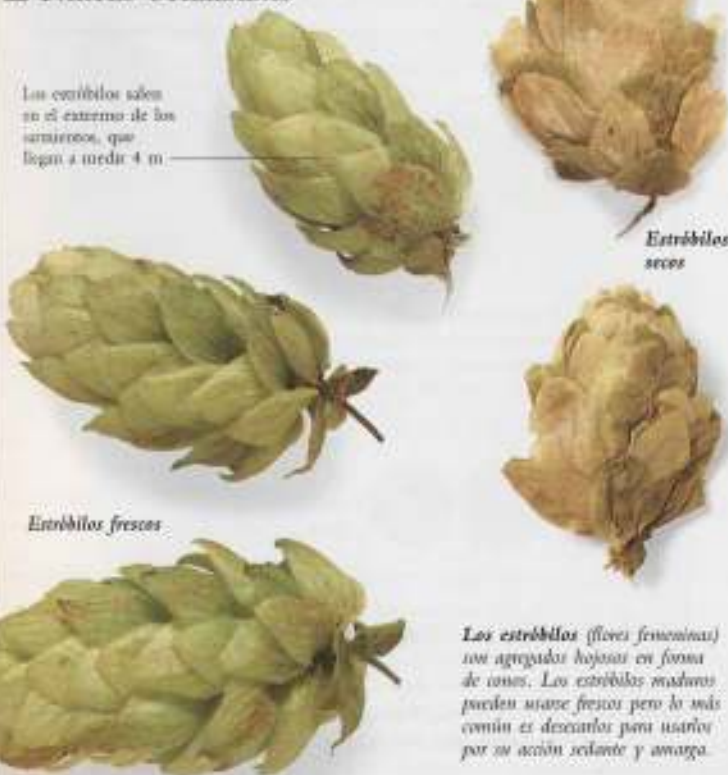 Los estróbilos salen
en el extremo de los
sarmientos, que
llegan a medir 4 m
Estróbilos
secos
Estróbilos frescos
Los estróbilos (flores femeninas)
son agregados hojosos en forma
de conos. Los estróbilos maduros
pueden usarse frescos pero lo más
común es desecarlos para usarlos
por su acción sedante y amarga.